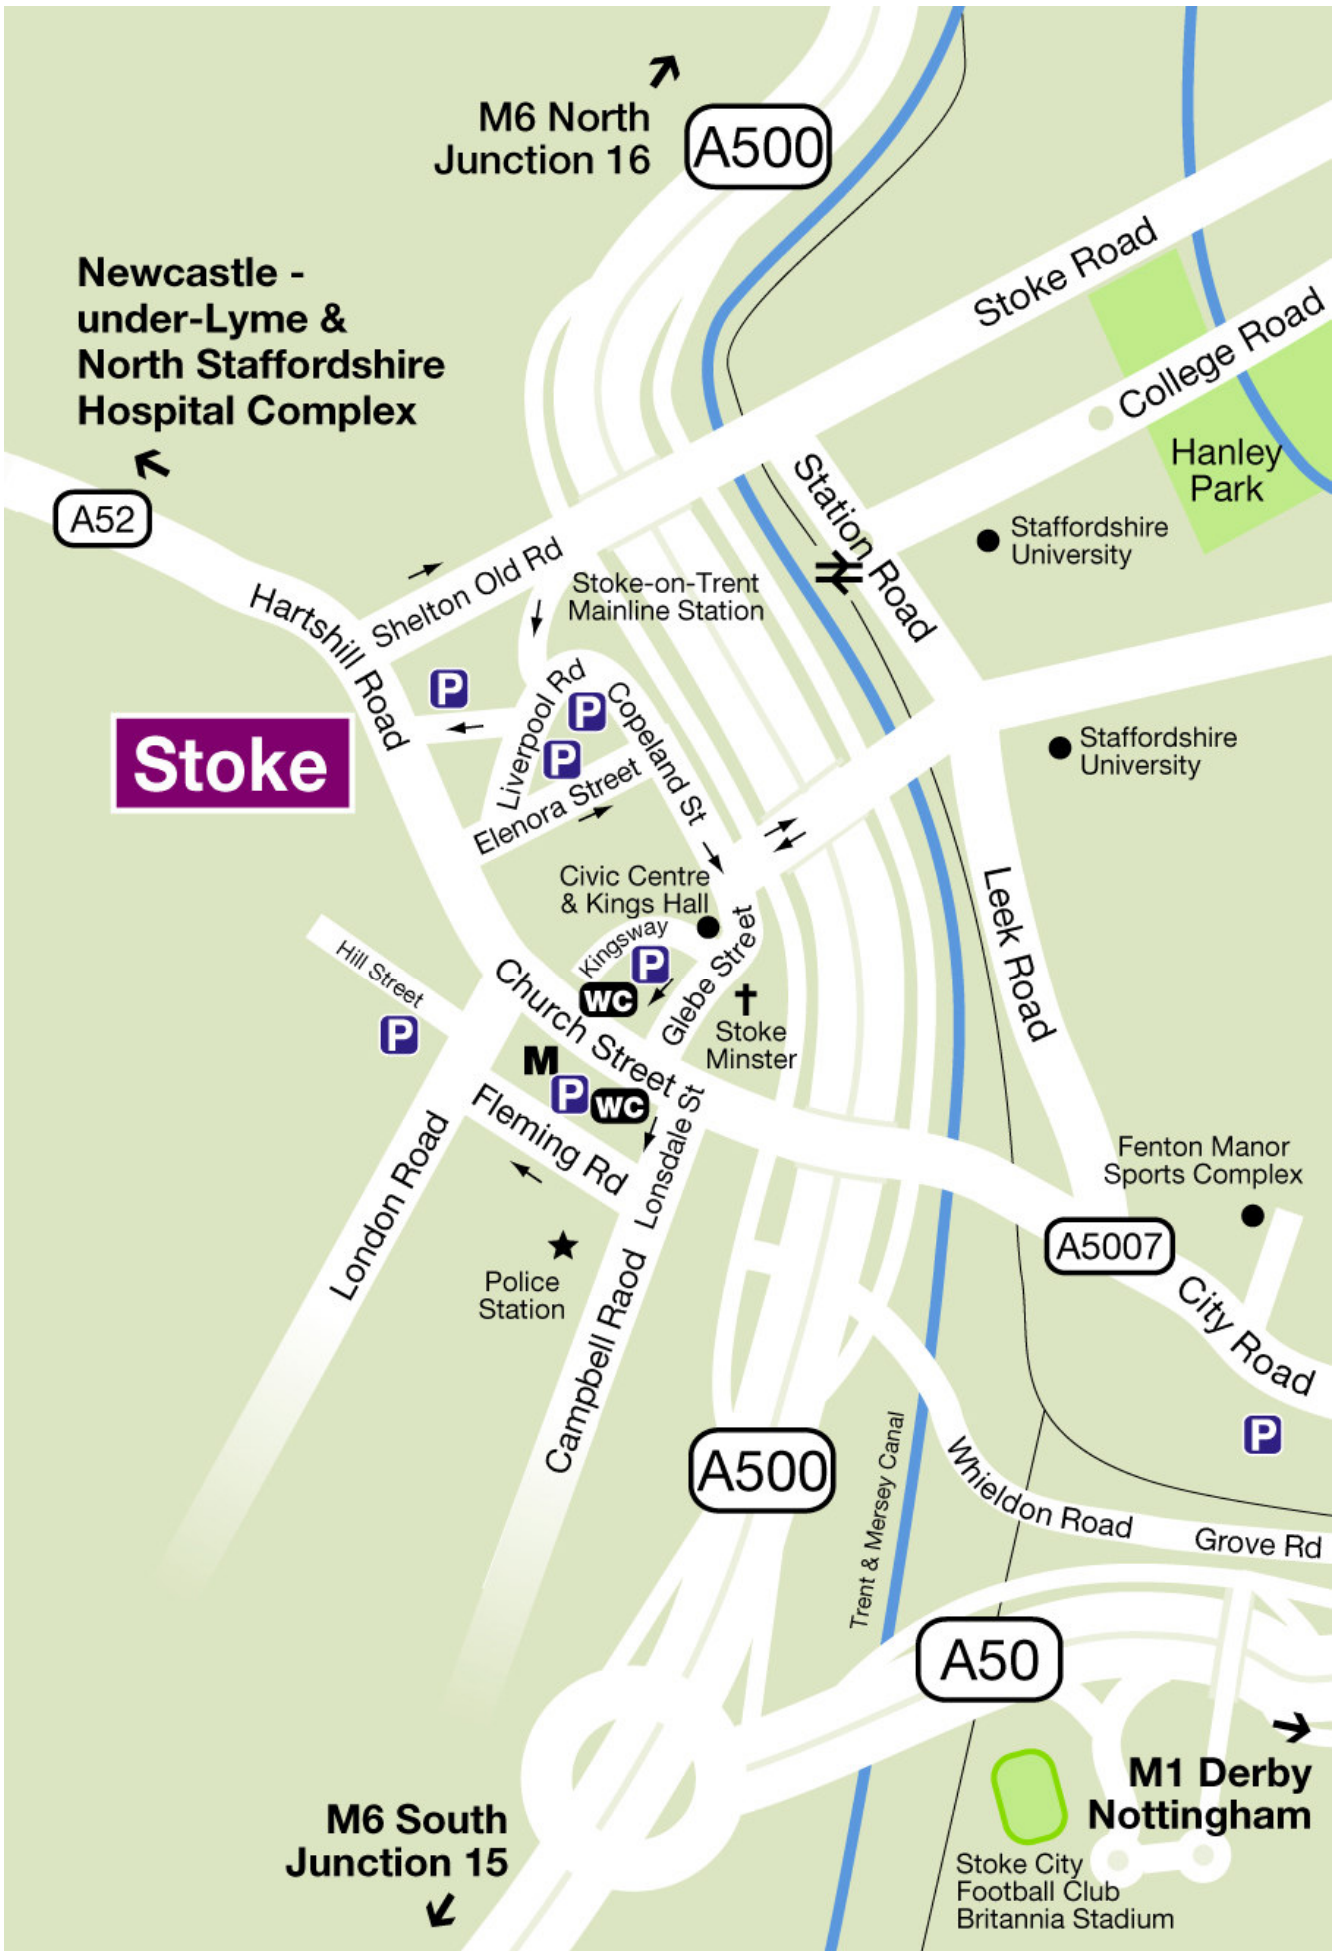 M6 North
Junction 16
A500
Newcastle -
under-Lyme &
North Staffordshire
Hospital Complex
A52
Stoke Road
College Road
Hanley
Park
Station Road
Staffordshire
University
Shelton Old Rd
Stoke-on-Trent
Mainline Station
Hartshill Road
P
Liverpool Rd
P
Copeland St
P
Stoke
Elenora Street
Staffordshire
University
Civic Centre
& Kings Hall
Kingsway
P
WC
Glebe Street
Leek Road
Hill Street
P
Church Street
Stoke
Minster
M
P
WC
Fleming Rd
Lonsdale St
London Road
Fenton Manor
Sports Complex
A5007
Police
Station
City Road
Campbell Raod
P
A500
Trent & Mersey Canal
Whieldon Road
Grove Rd
A50
M1 Derby
Nottingham
M6 South
Junction 15
Stoke City
Football Club
Britannia Stadium